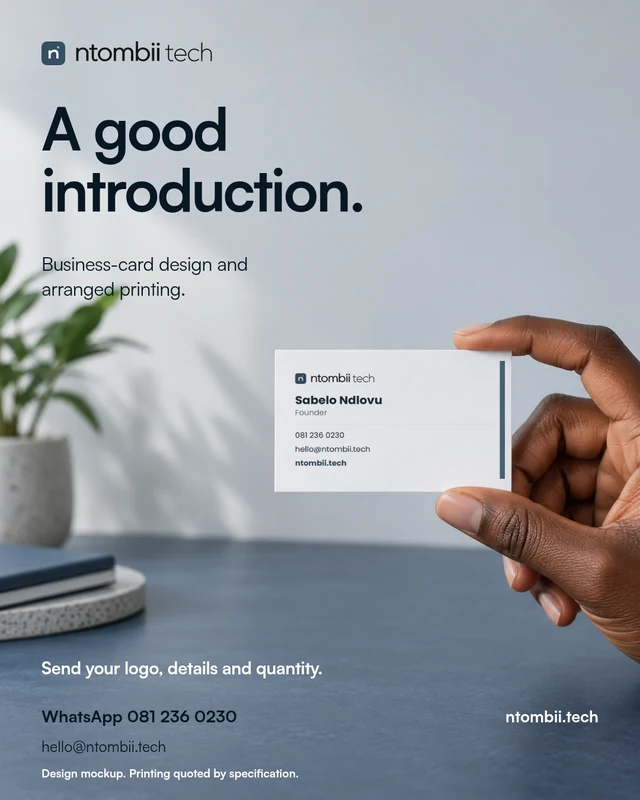 n ntombii tech
A good
introduction.
Business-card design and
arranged printing.
n ntombii tech
Sabelo Ndlovu
Founder
081 236 0230
hello@ntombii.tech
ntombii.tech
Send your logo, details and quantity.
WhatsApp 081 236 0230
ntombii.tech
hello@ntombii.tech
Design mockup. Printing quoted by specification.